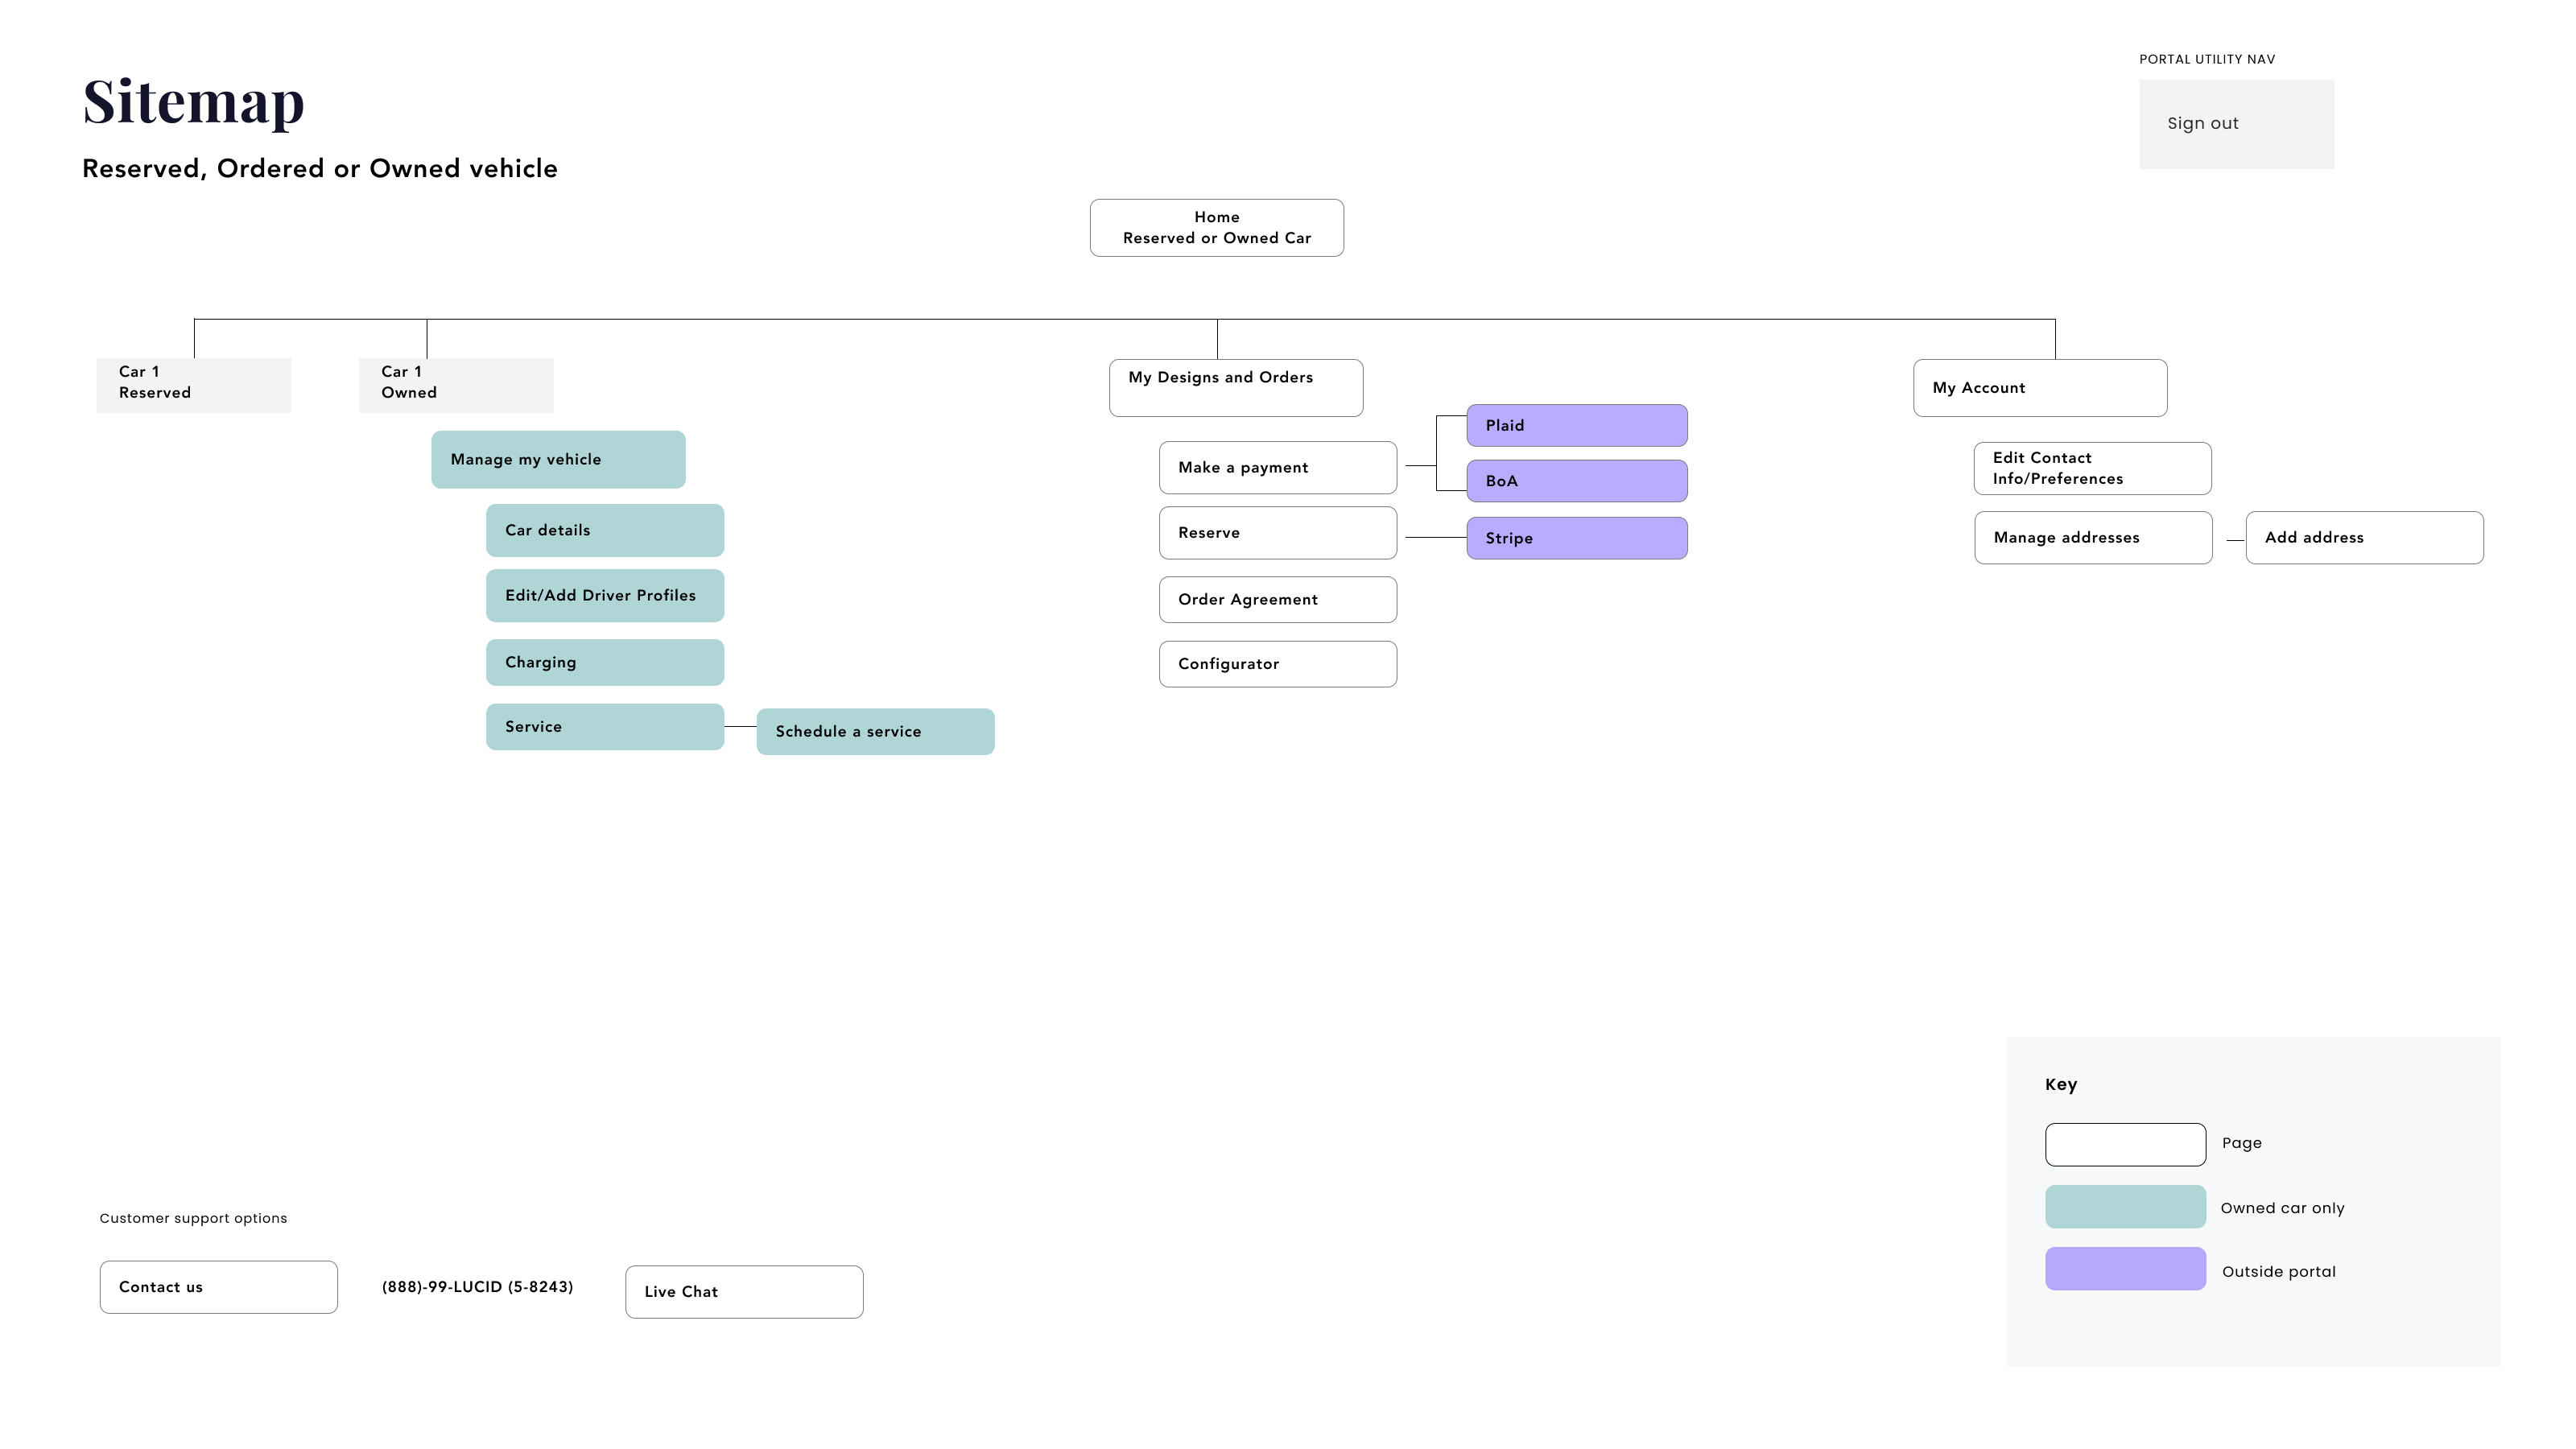 PORTAL UTILITY NAV
Sitemap
Sign out
Reserved, Ordered or Owned vehicle
Home
Reserved or Owned Car
Car 1
Reserved
Car 1
Owned
Manage my vehicle
Car details
Edit/Add Driver Profiles
Charging
Service
Schedule a service
My Designs and Orders
Make a payment
Plaid
BoA
Reserve
Stripe
Order Agreement
Configurator
My Account
Edit Contact
Info/Preferences
Manage addresses
Add address
Key
Page
Owned car only
Outside portal
Customer support options
Contact us
(888)-99-LUCID (5-8243)
Live Chat